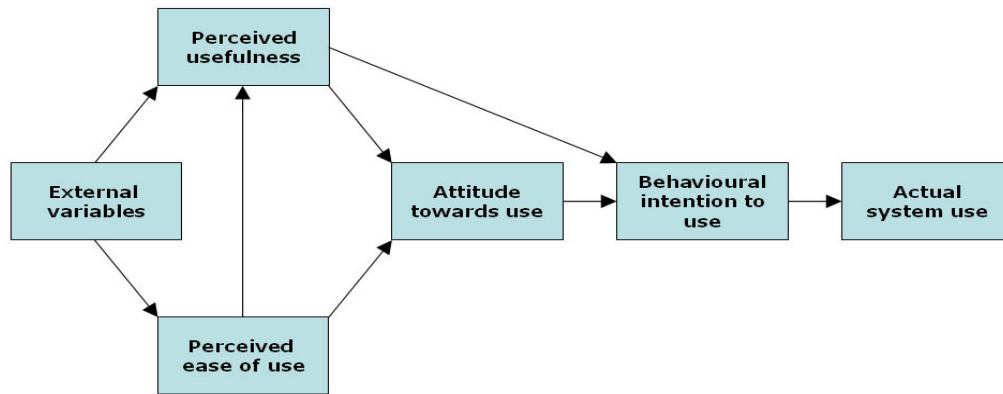 Perceived
usefulness
External
variables
Attitude
towards use
Behavioural
intention to
use
Actual
system use
Perceived
ease of use